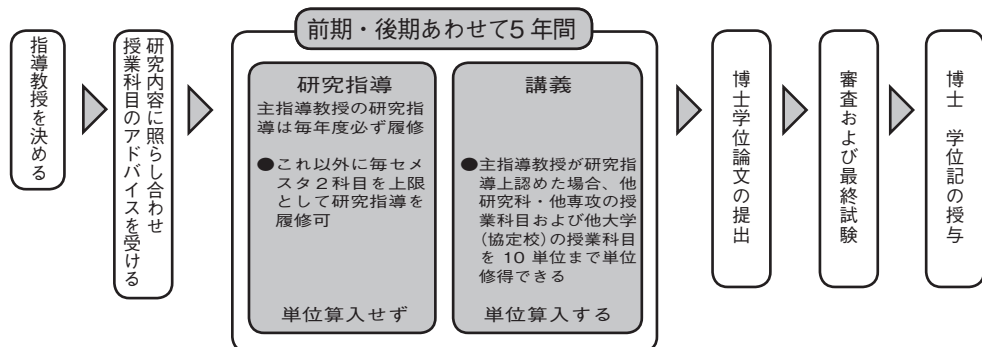 指導教授を決める
研究内容に照らし合わせ
授業科目のアドバイスを受ける
前期・後期あわせて5年間
研究指導
主指導教授の研究指
導は毎年度必ず履修
●これ以外に毎セメ
スタ2科目を上限
として研究指導を
履修可
単位算入せず
講義
●主指導教授が研究指
導上認めた場合、他
研究科・他専攻の授
業科目および他大学
(協定校)の授業科目
を 10 単位まで単位
修得できる
単位算入する
博士学位論文の提出
審査および最終試験
博士 学位記の授与